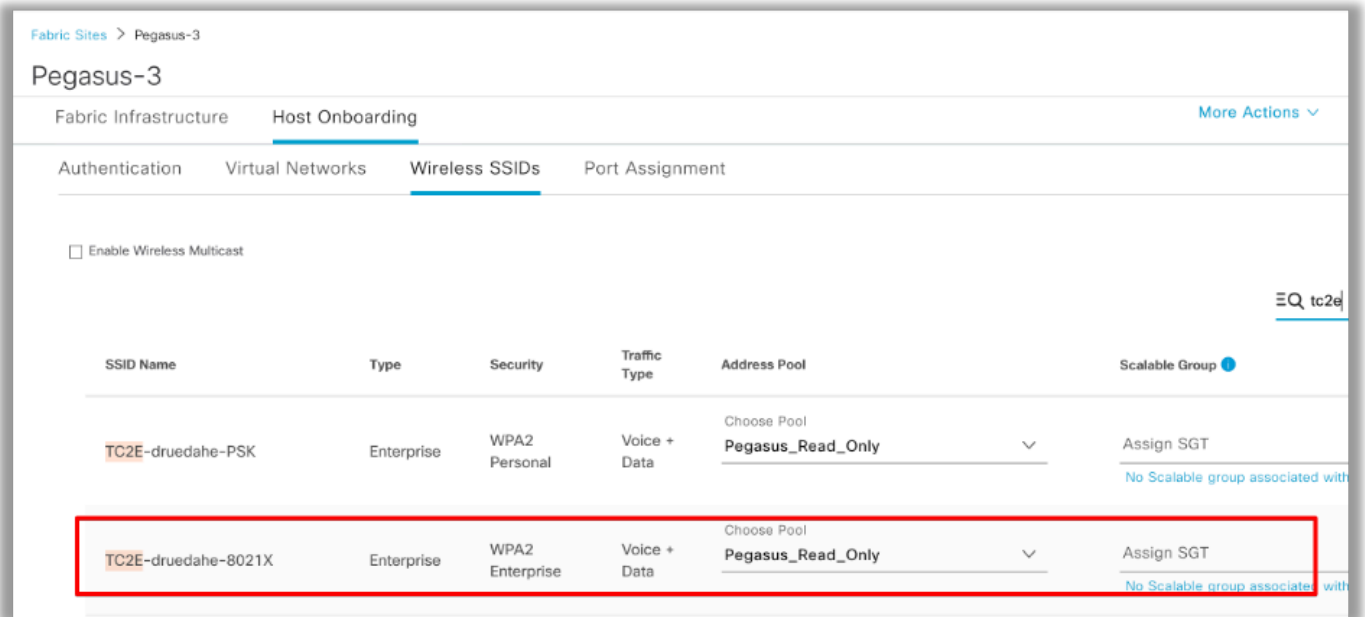 Fabric Sites > Pegasus-3
Pegasus-3
Fabric Infrastructure Host Onboarding More Actions
Authentication Virtual Networks Wireless SSIDs Port Assignment
Enable Wireless Multicast
tc2e
SSID Name Type Security Traffic Type Address Pool Scalable Group
Choose Pool
TC2E-druedahe-PSK Enterprise WPA2 Personal Voice + Data Pegasus_Read_Only Assign SGT
No Scalable group associated with
Choose Pool
TC2E-druedahe-8021X Enterprise WPA2 Enterprise Voice + Data Pegasus_Read_Only Assign SGT
No Scalable group associated with